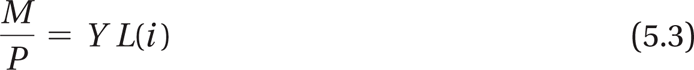 M/P = Y L(i) (5.3)